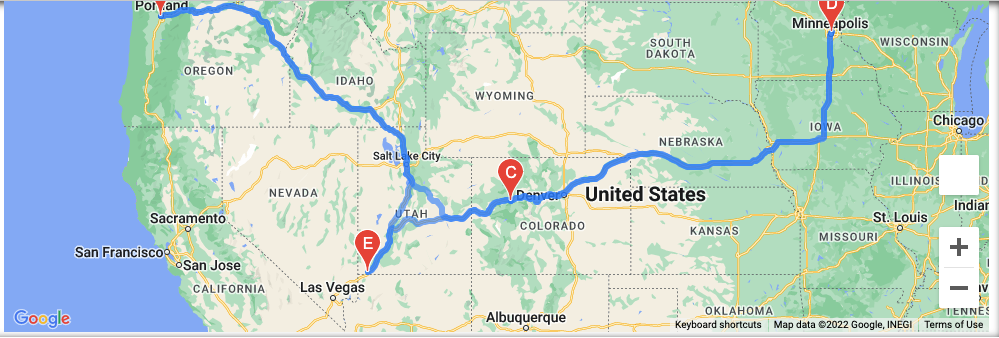 Portland
D
Minneapolis
WISCONSIN
SOUTH
DAKOTA
OREGON
IDAHO
WYOMING
Chicago
IOWA
NEBRASKA
Salt Lake City
C
Denver
United States
ILLINOIS
NEVADA
UTAH
Sacramento
COLORADO
KANSAS
St. Louis
MISSOURI
Indian
San Francisco
San Jose
E
Las Vegas
CALIFORNIA
Albuquerque
OKLAHOMA
TENNES
Google
Keyboard shortcuts
Map data ©2022 Google, INEGI
Terms of Use